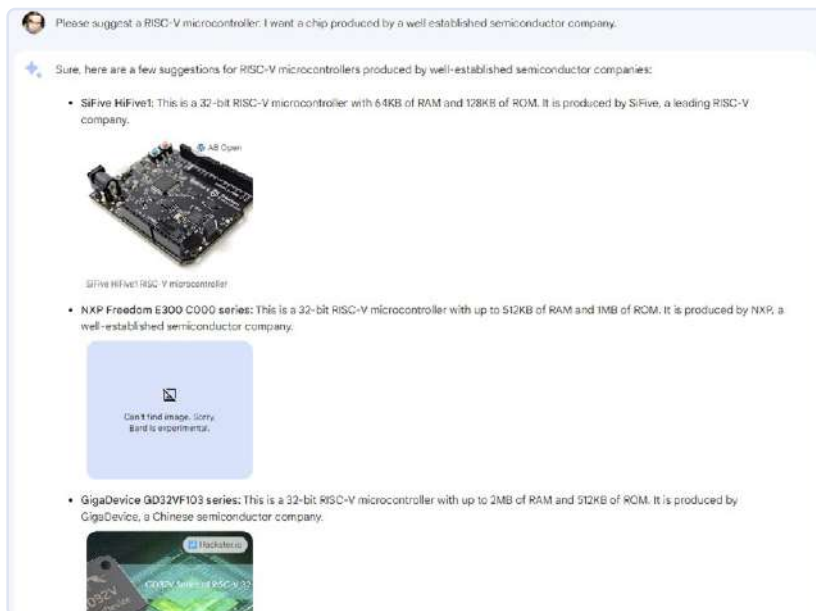 Please suggest a RISC-V microcontroller. I want a chip produced by a well established semiconductor company.
Sure, here are a few suggestions for RISC-V microcontrollers produced by well-established semiconductor companies:
• SiFive HiFive1: This is a 32-bit RISC-V microcontroller with 64KB of RAM and 128KB of ROM. It is produced by SiFive, a leading RISC-V
company.
AB Open
SiFive HiFive1 RISC-V microcontroller
• NXP Freedom E300 C000 series: This is a 32-bit RISC-V microcontroller with up to 512KB of RAM and 1MB of ROM. It is produced by NXP, a
well-established semiconductor company.
Can't find image. Sorry,
Bard is experimental.
• GigaDevice GD32VF103 series: This is a 32-bit RISC-V microcontroller with up to 2MB of RAM and 512KB of ROM. It is produced by
GigaDevice, a Chinese semiconductor company.
Hackster.io
GD32V Series of RISC-V 32